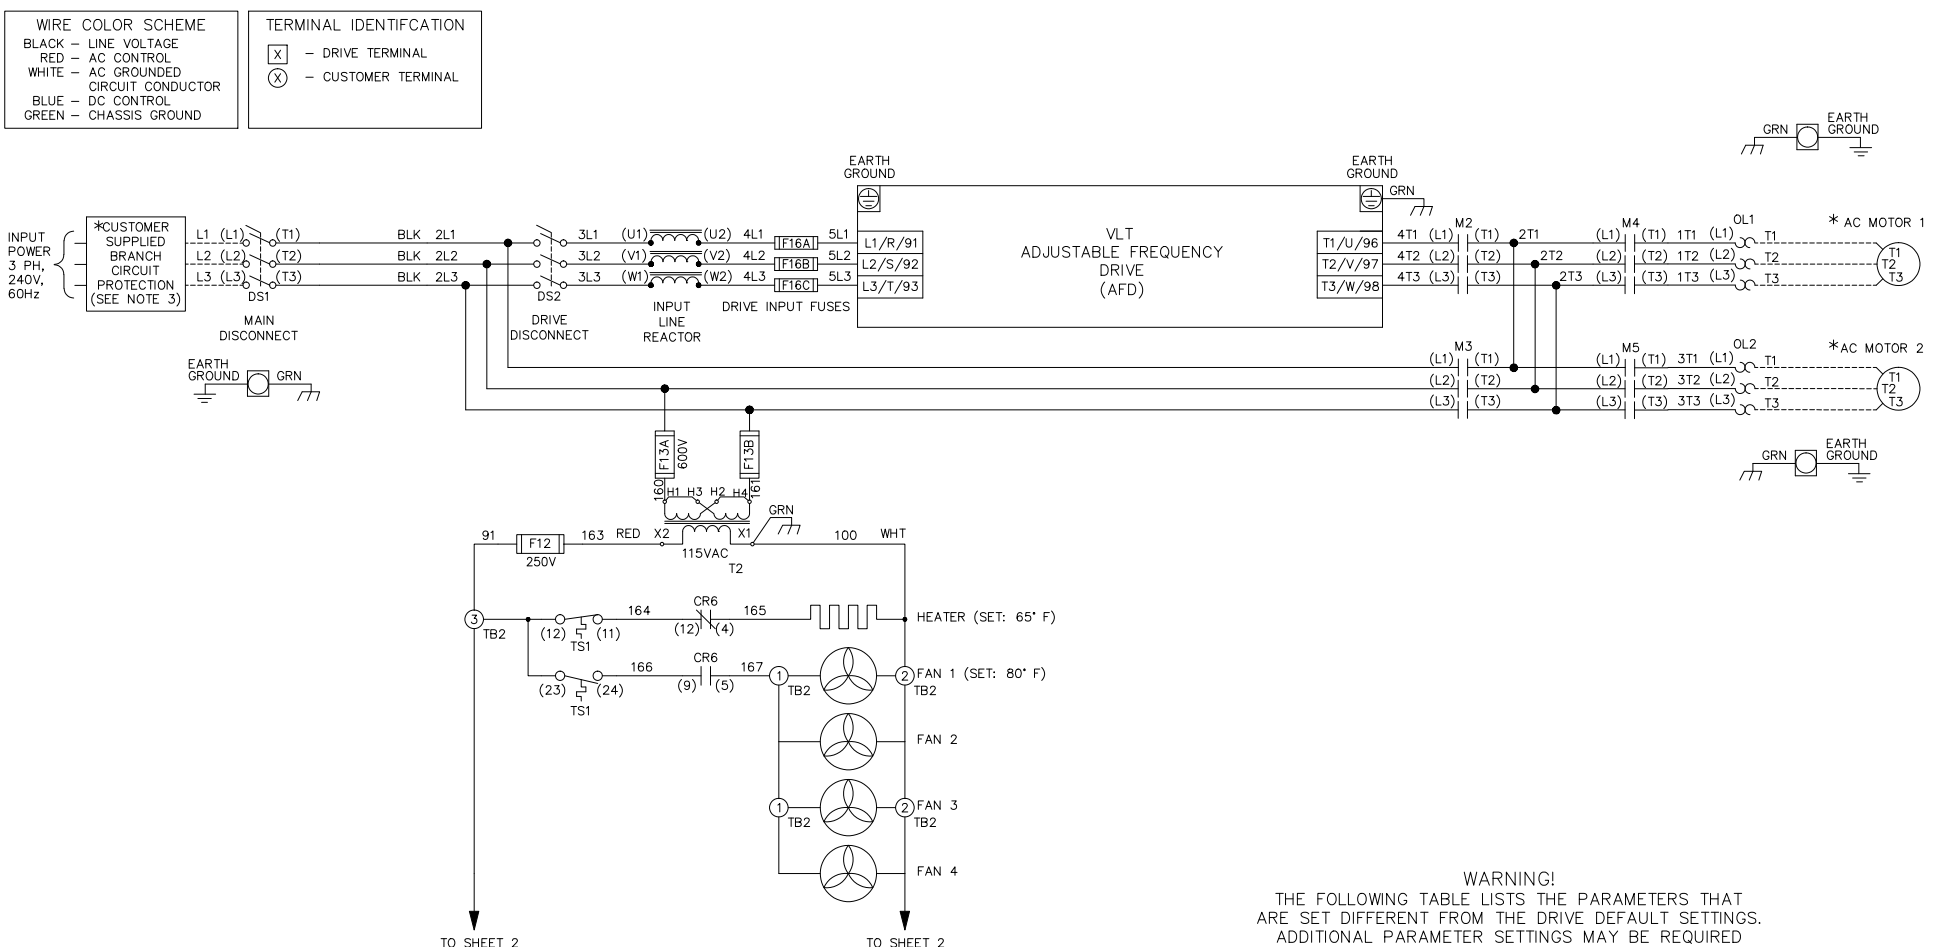 WIRE COLOR SCHEME
BLACK – LINE VOLTAGE
RED – AC CONTROL
WHITE – AC GROUNDED
CIRCUIT CONDUCTOR
BLUE – DC CONTROL
GREEN – CHASSIS GROUND
TERMINAL IDENTIFCATION
X – DRIVE TERMINAL
X – CUSTOMER TERMINAL
GRN EARTH
GROUND
EARTH
GROUND
EARTH
GROUND
GRN
INPUT
POWER
3 PH,
240V,
60Hz
*CUSTOMER
SUPPLIED
BRANCH
CIRCUIT
PROTECTION
(SEE NOTE 3)
L1 (L1) (T1) BLK 2L1 3L1 (U1) (U2) 4L1 F16A 5L1 L1/R/91
L2 (L2) (T2) BLK 2L2 3L2 (V1) (V2) 4L2 F16B 5L2 L2/S/92
L3 (L3) (T3) BLK 2L3 3L3 (W1) (W2) 4L3 F16C 5L3 L3/T/93
DS1
MAIN
DISCONNECT
DS2
DRIVE
DISCONNECT
INPUT
LINE
REACTOR
DRIVE INPUT FUSES
VLT
ADJUSTABLE FREQUENCY
DRIVE
(AFD)
M2 M4 OL1 * AC MOTOR 1
T1/U/96 4T1 (L1) (T1) 2T1 (L1) (T1) 1T1 (L1) T1 T1
T2/V/97 4T2 (L2) (T2) 2T2 (L2) (T2) 1T2 (L2) T2 T2
T3/W/98 4T3 (L3) (T3) 2T3 (L3) (T3) 1T3 (L3) T3 T3
EARTH
GROUND GRN
M3 M5 OL2 *AC MOTOR 2
(L1) (T1) (L1) (T1) 3T1 (L1) T1 T1
(L2) (T2) (L2) (T2) 3T2 (L2) T2 T2
(L3) (T3) (L3) (T3) 3T3 (L3) T3 T3
GRN EARTH
GROUND
F13A 600V F13B
160 H1 H3 H2 H4 161
GRN
91 F12 163 RED X2 X1 100 WHT
250V
115VAC
T2
3 TB2
(12) (11) 164 CR6 (12) (4) 165 HEATER (SET: 65° F)
TS1
(23) (24) 166 CR6 (9) (5) 167 1 TB2 2 TB2 FAN 1 (SET: 80° F)
TS1
FAN 2
1 TB2 2 TB2 FAN 3
FAN 4
TO SHEET 2
TO SHEET 2
WARNING!
THE FOLLOWING TABLE LISTS THE PARAMETERS THAT
ARE SET DIFFERENT FROM THE DRIVE DEFAULT SETTINGS.
ADDITIONAL PARAMETER SETTINGS MAY BE REQUIRED